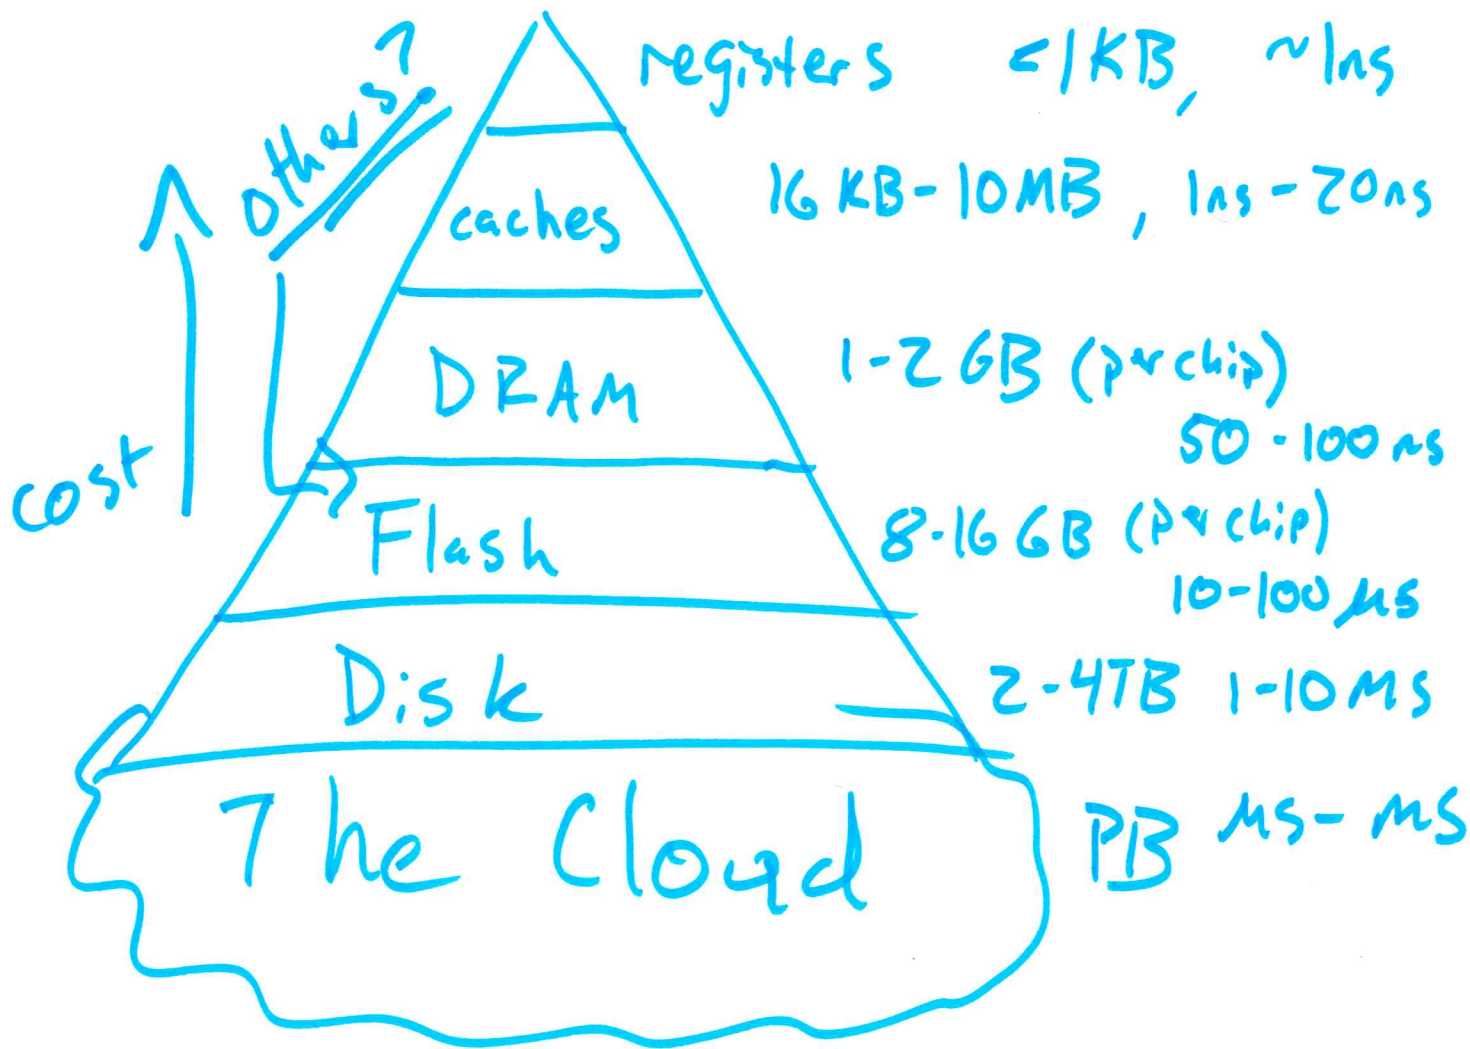 registers <1KB, ~1ns
others?
caches 16KB-10MB, 1ns-20ns
DRAM 1-2GB (per chip)
50-100ns
cost
Flash 8-16GB (per chip)
10-100µs
Disk 2-4TB 1-10ms
The Cloud PB µs-ms